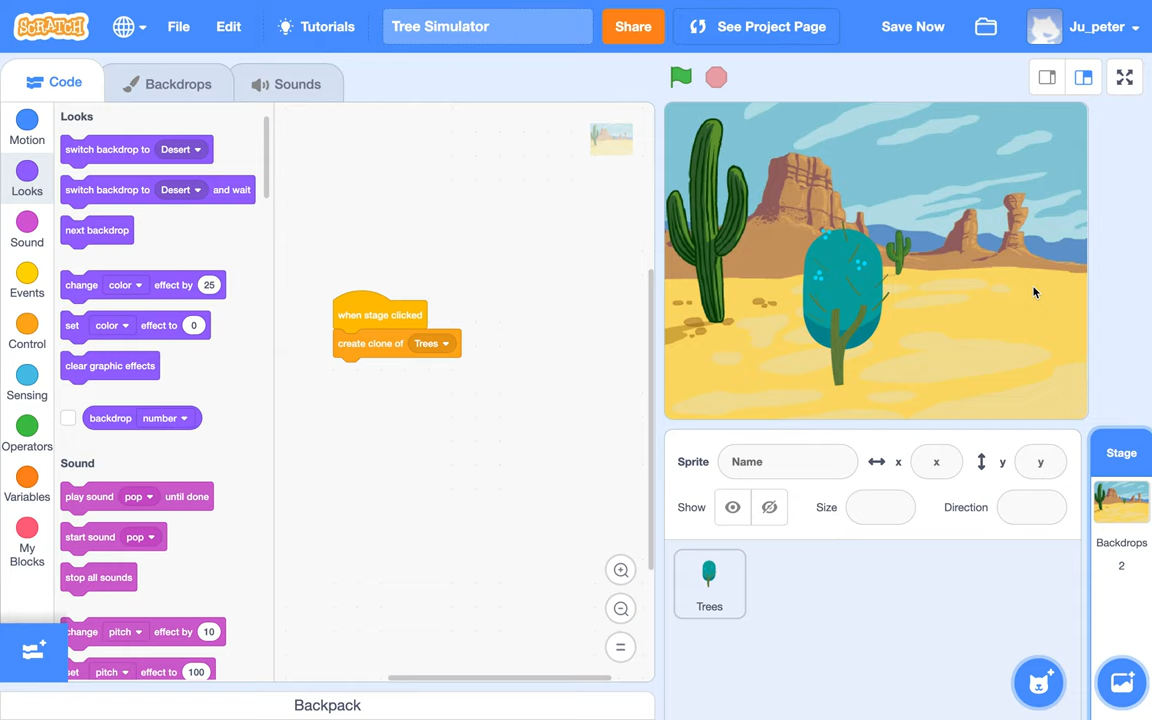 SCRATCH
File
Edit
Tutorials
Tree Simulator
Share
See Project Page
Save Now
Ju_peter
Code
Backdrops
Sounds
Motion
Looks
Sound
Events
Control
Sensing
Operators
Variables
My
Blocks
Looks
switch backdrop to Desert
switch backdrop to Desert and wait
next backdrop
change color effect by 25
set color effect to 0
clear graphic effects
backdrop number
Sound
play sound pop until done
start sound pop
stop all sounds
change pitch effect by 10
set pitch effect to 100
when stage clicked
create clone of Trees
Backpack
Sprite Name x x y y
Show Size Direction
Trees
Stage
Backdrops
2